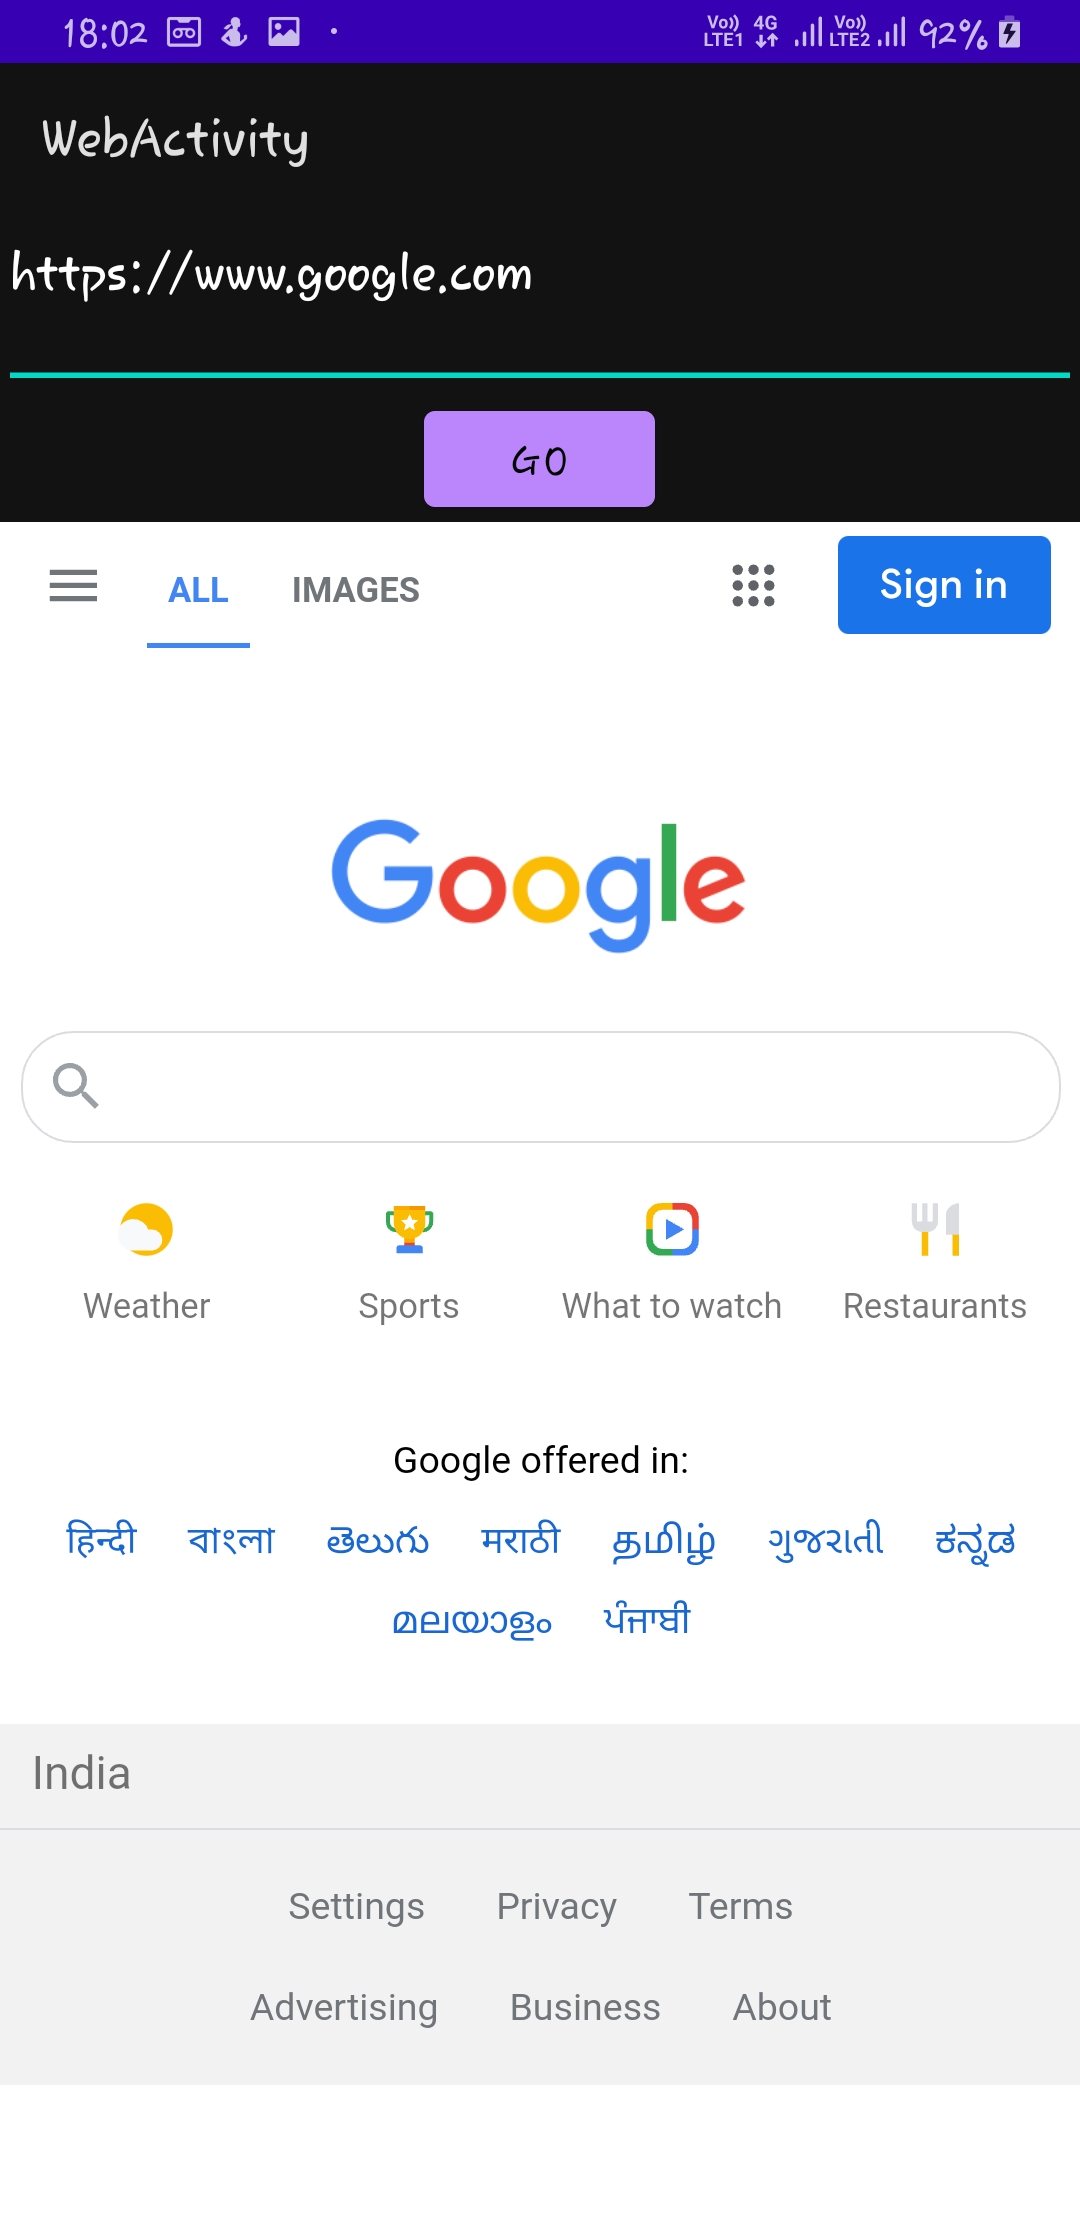 18:02 Vo)) LTE1 4G Vo)) LTE2 92%
WebActivity
https://www.google.com
GO
ALL IMAGES Sign in
Google
Weather Sports What to watch Restaurants
Google offered in:
हिन्दी বাংলা తెలుగు मराठी தமிழ் ગુજરાતી ಕನ್ನಡ
മലയാളം ਪੰਜਾਬੀ
India
Settings Privacy Terms
Advertising Business About